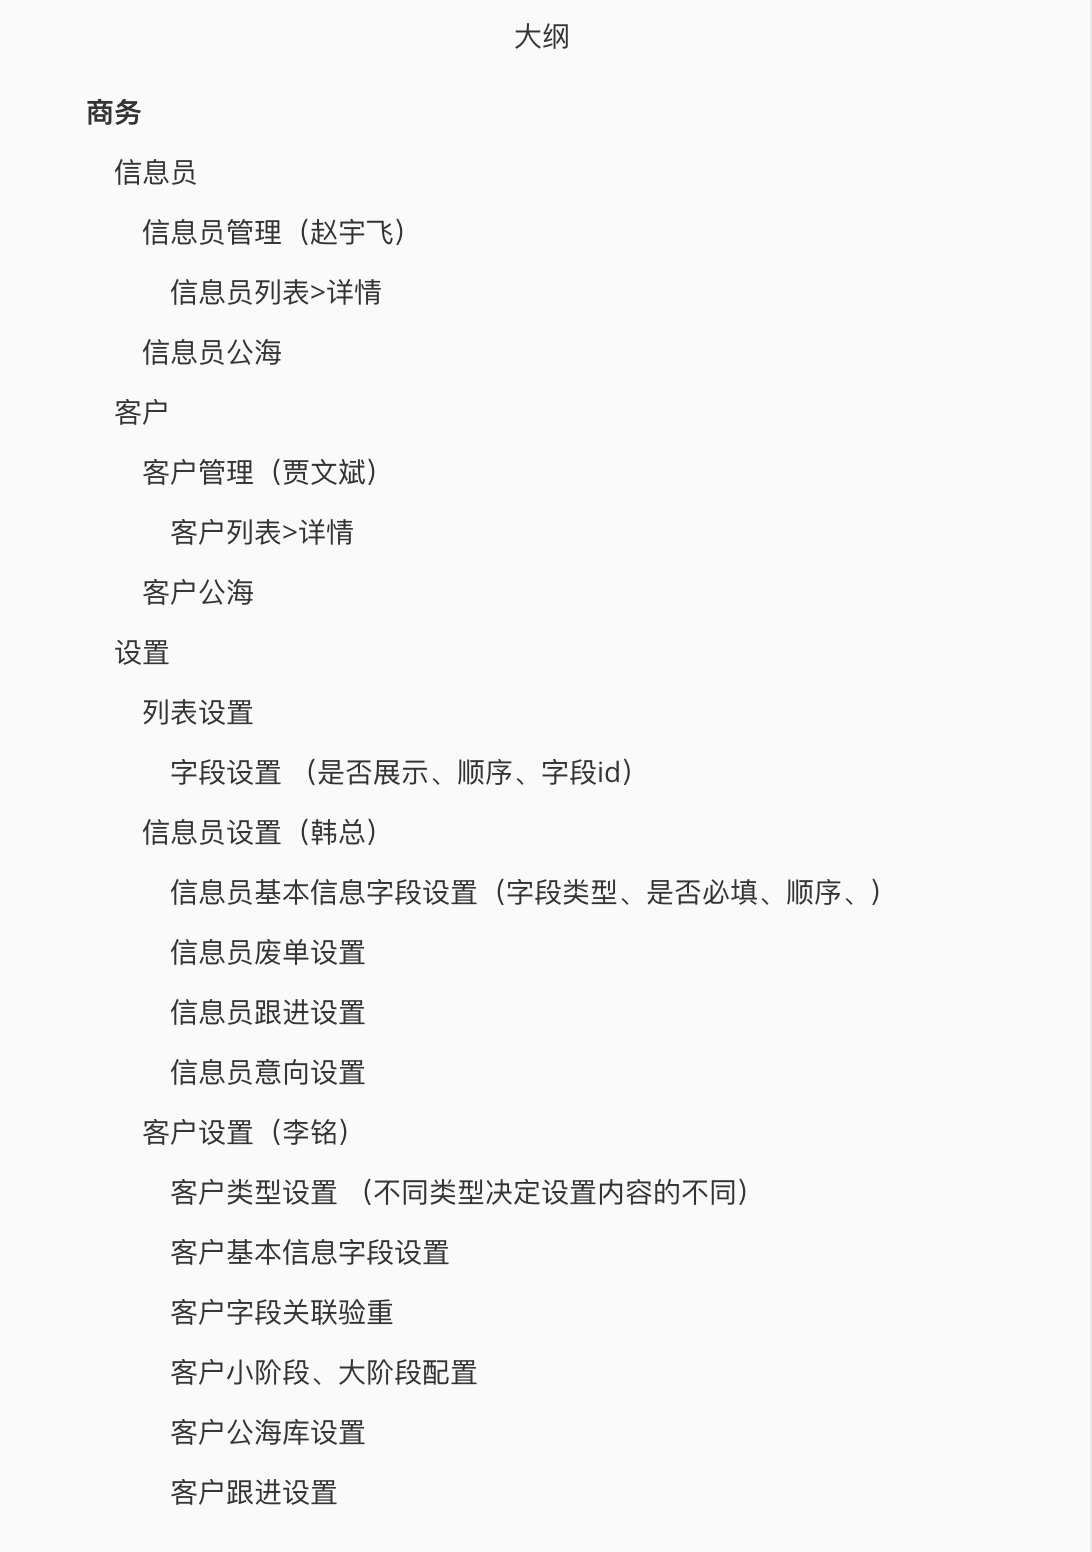 大纲
商务
信息员
信息员管理（赵宇飞）
信息员列表>详情
信息员公海
客户
客户管理（贾文斌）
客户列表>详情
客户公海
设置
列表设置
字段设置 （是否展示、顺序、字段id）
信息员设置（韩总）
信息员基本信息字段设置（字段类型、是否必填、顺序、）
信息员废单设置
信息员跟进设置
信息员意向设置
客户设置（李铭）
客户类型设置 （不同类型决定设置内容的不同）
客户基本信息字段设置
客户字段关联验重
客户小阶段、大阶段配置
客户公海库设置
客户跟进设置